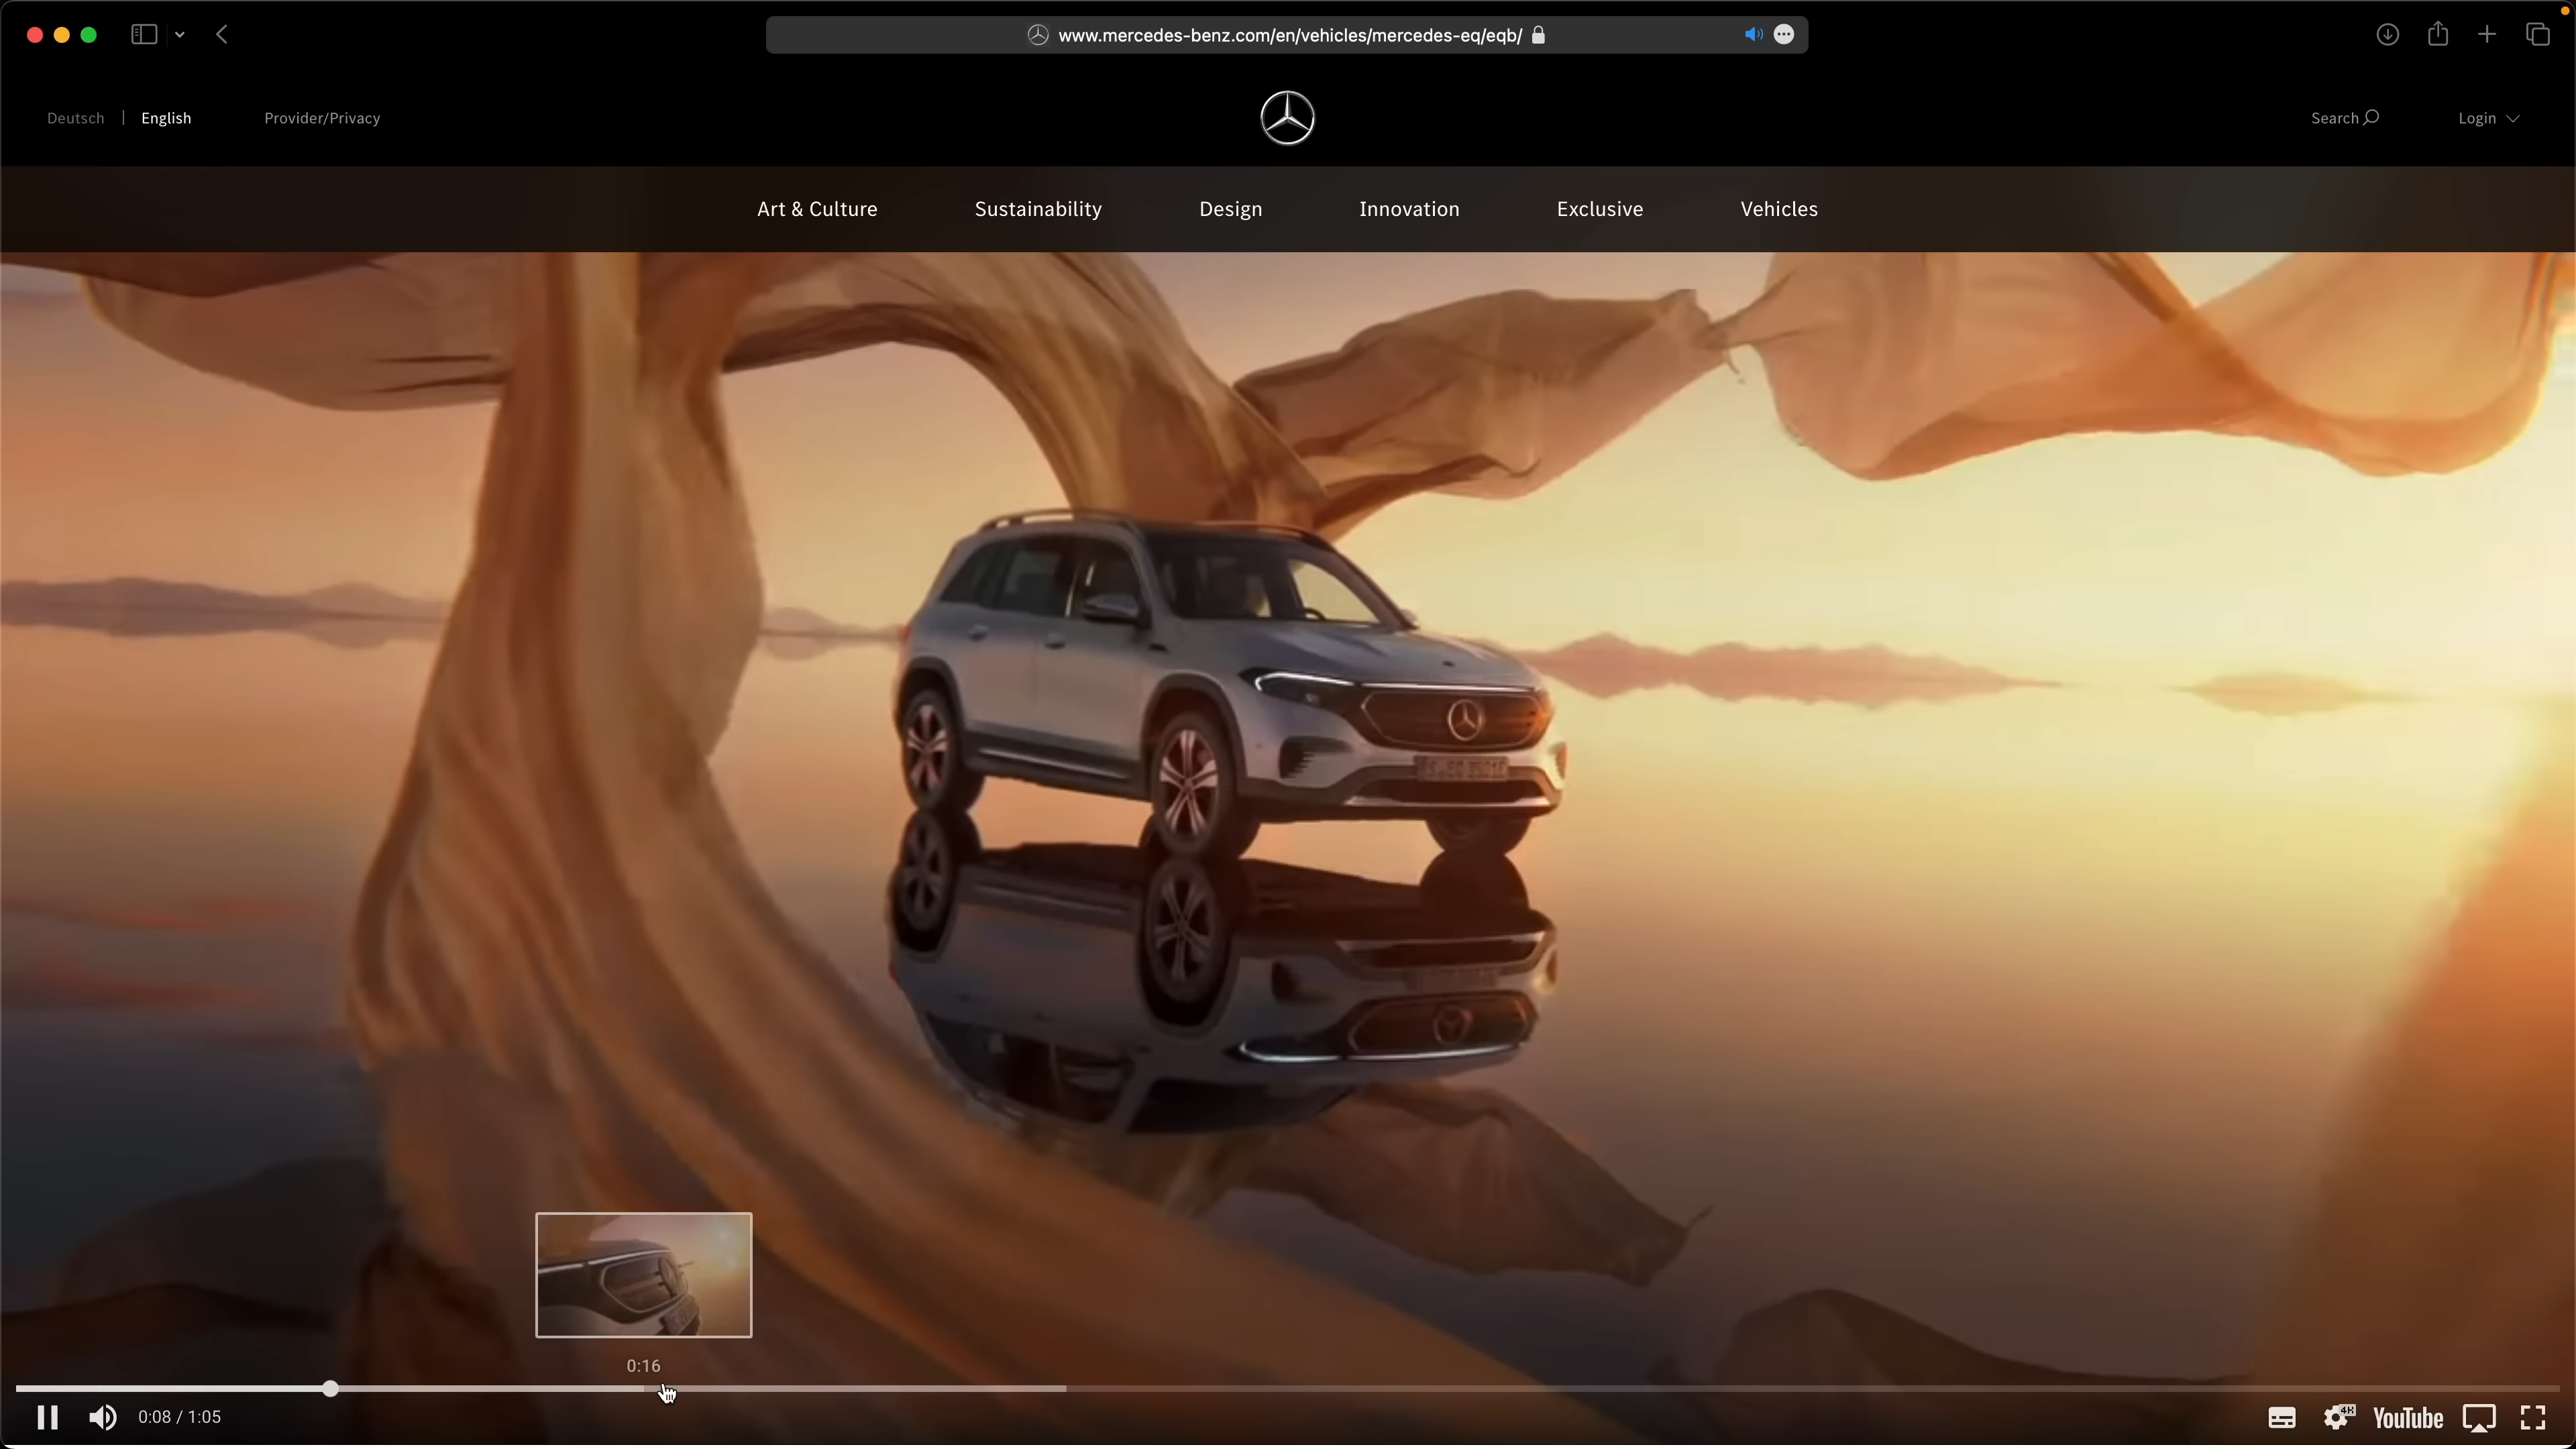 www.mercedes-benz.com/en/vehicles/mercedes-eq/eqb/
Deutsch | English Provider/Privacy Search Login
Art & Culture Sustainability Design Innovation Exclusive Vehicles
0:16
0:08 / 1:05 4K YouTube